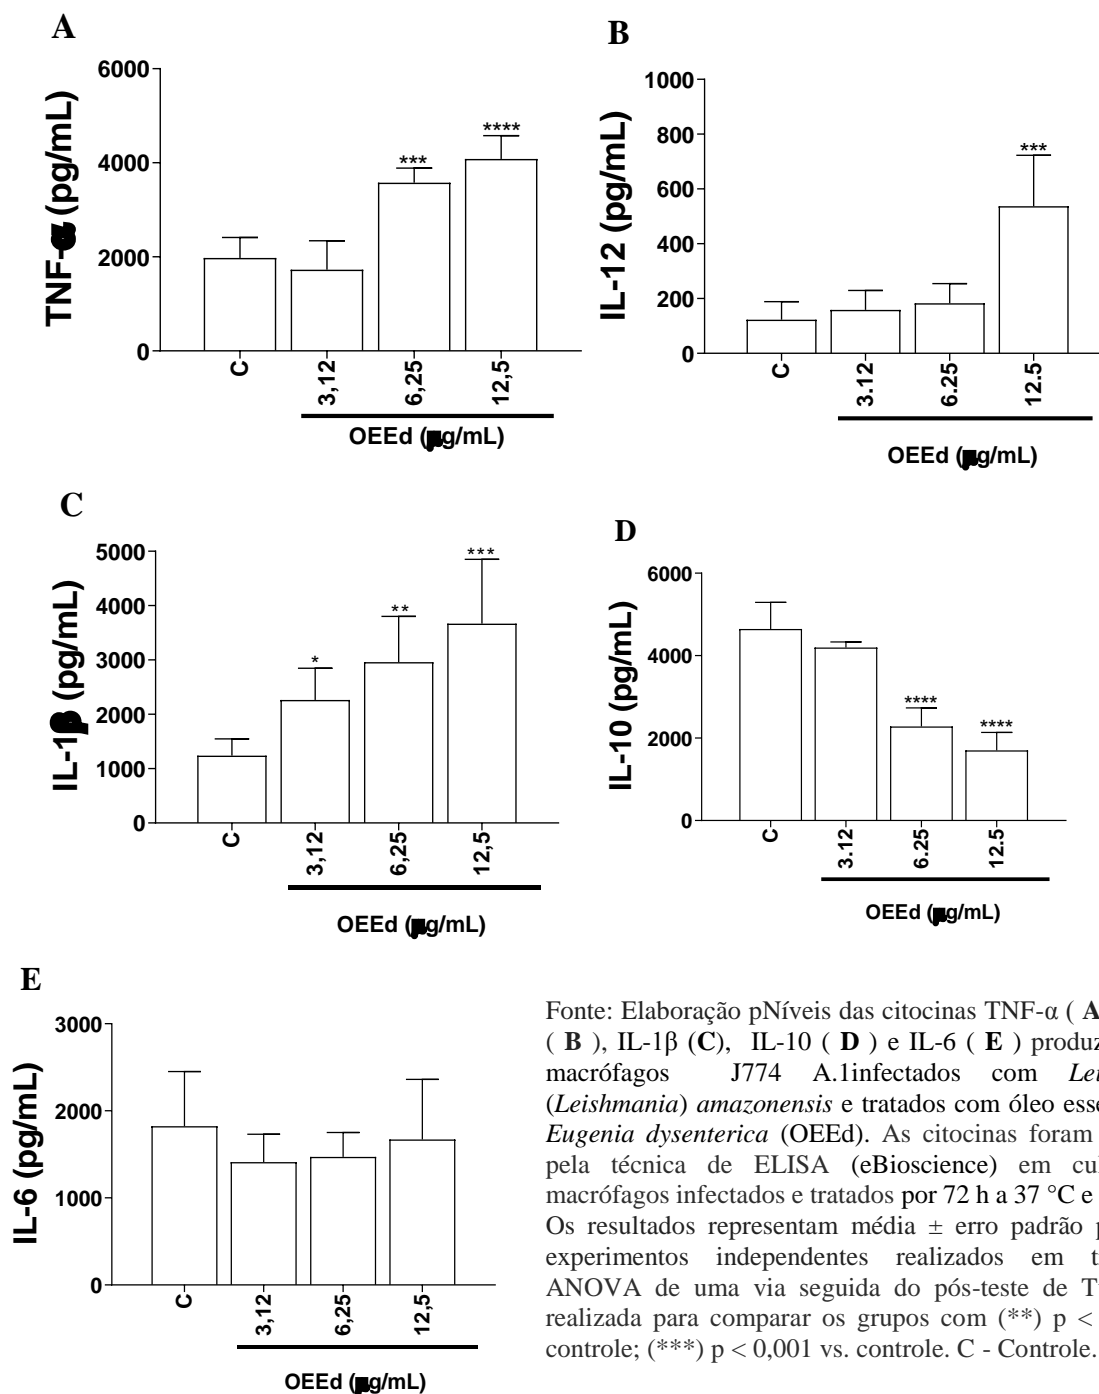 A
TNF-α (pg/mL)
6000
4000
2000
0
***
****
C
3,12
6,25
12,5
OEEd (µg/mL)
B
IL-12 (pg/mL)
1000
800
600
400
200
0
***
C
3.12
6.25
12.5
OEEd (µg/mL)
C
IL-1β (pg/mL)
5000
4000
3000
2000
1000
0
*
**
***
C
3,12
6,25
12,5
OEEd (µg/mL)
D
IL-10 (pg/mL)
6000
4000
2000
0
****
****
C
3.12
6.25
12.5
OEEd (µg/mL)
E
IL-6 (pg/mL)
3000
2000
1000
0
C
3,12
6,25
12,5
OEEd (µg/mL)
Fonte: Elaboração pNíveis das citocinas TNF-α ( A
( B ), IL-1β (C), IL-10 ( D ) e IL-6 ( E ) produz
macrófagos J774 A.1infectados com Lei
(Leishmania) amazonensis e tratados com óleo esse
Eugenia dysenterica (OEEd). As citocinas foram
pela técnica de ELISA (eBioscience) em cul
macrófagos infectados e tratados por 72 h a 37 °C e
Os resultados representam média ± erro padrão p
experimentos independentes realizados em t
ANOVA de uma via seguida do pós-teste de T
realizada para comparar os grupos com (**) p <
controle; (***) p < 0,001 vs. controle. C - Controle.